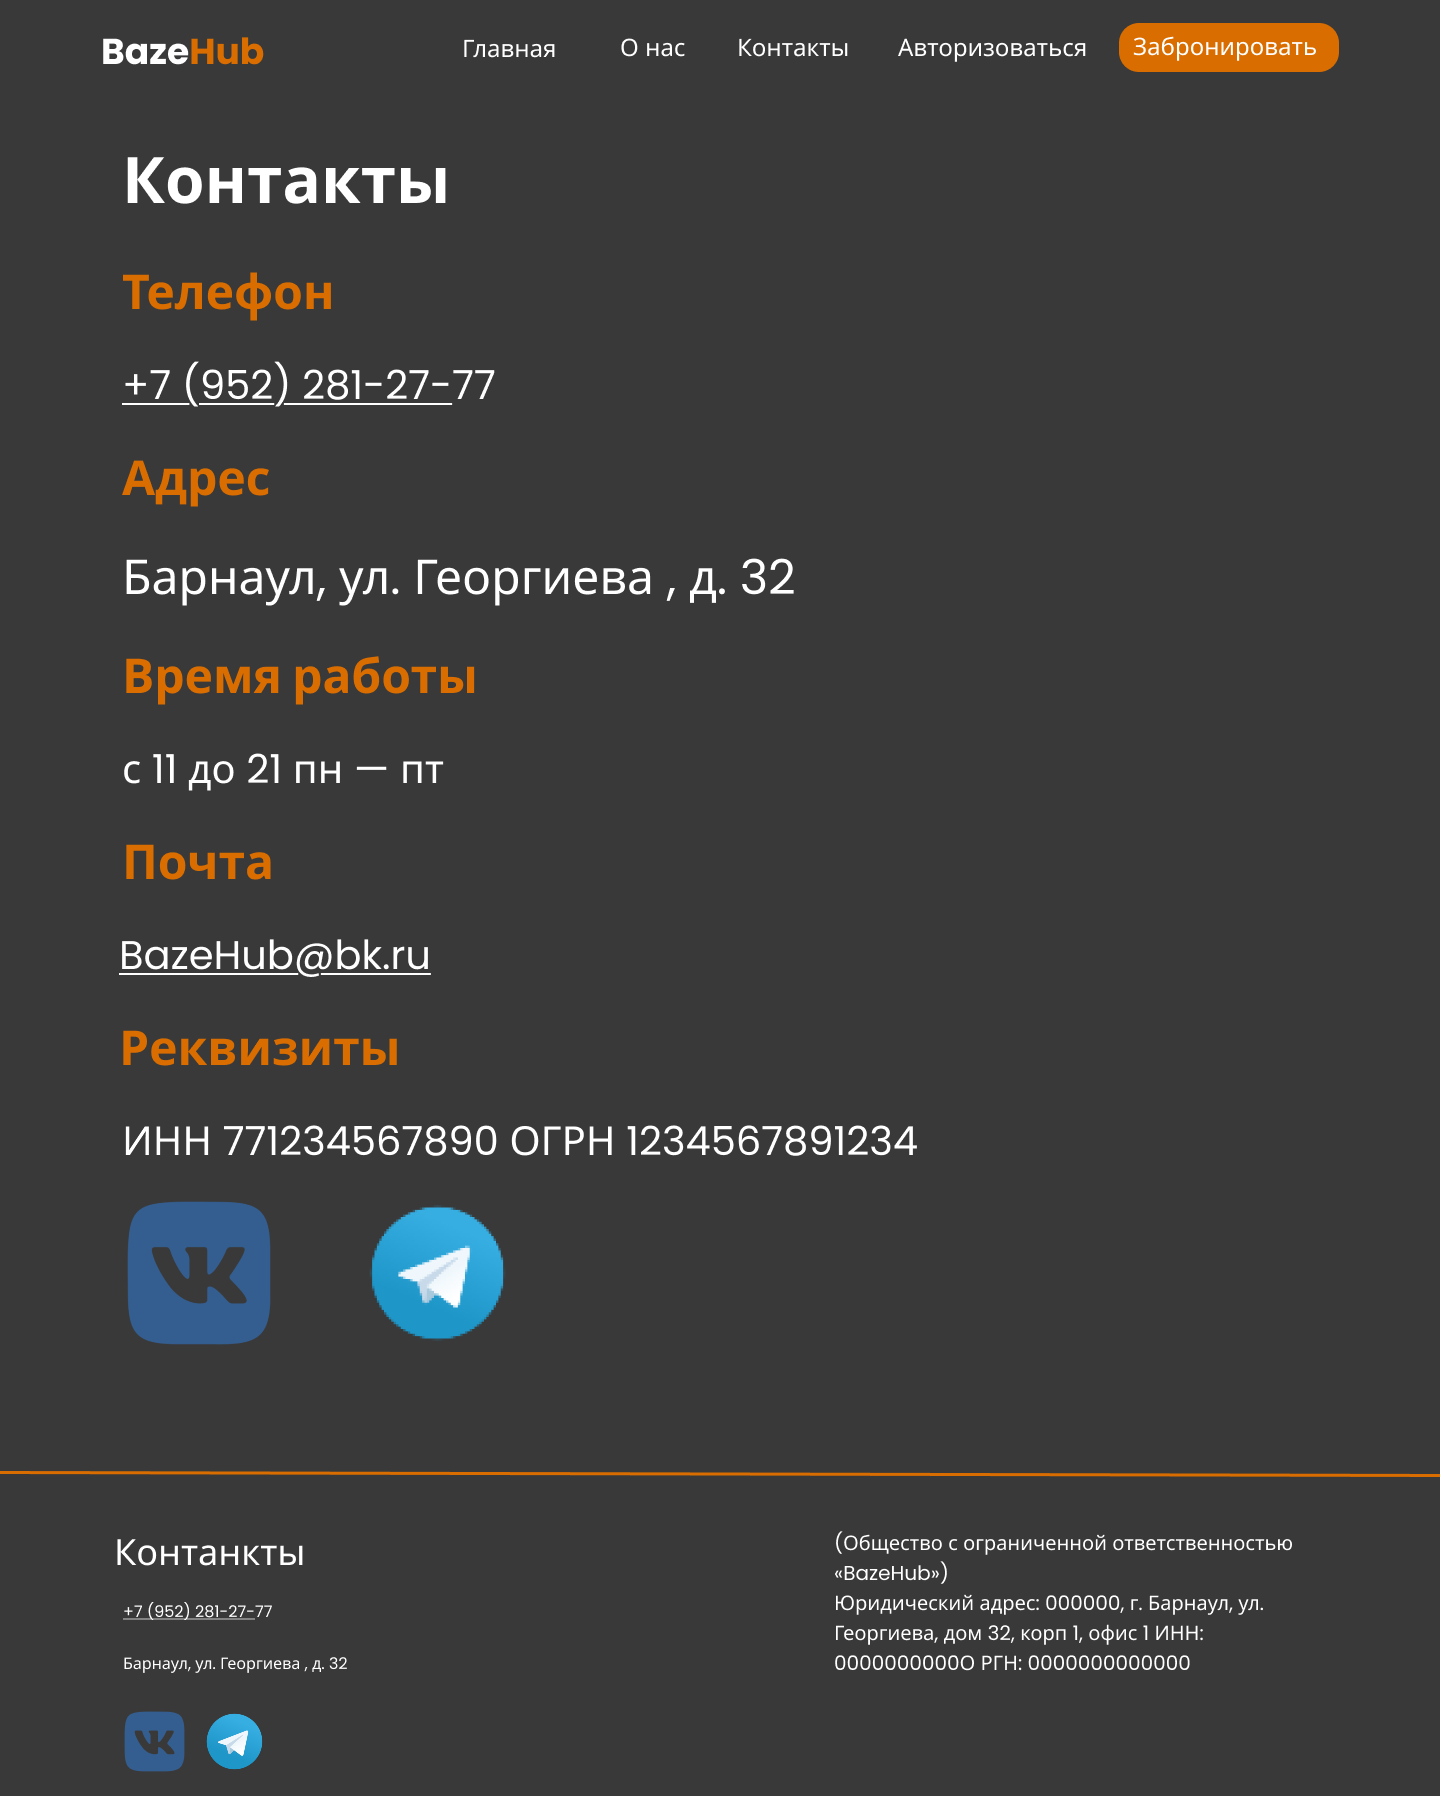 BazeHub Главная О нас Контакты Авторизоваться Забронировать
Контакты
Телефон
+7 (952) 281-27-77
Адрес
Барнаул, ул. Георгиева , д. 32
Время работы
с 11 до 21 пн — пт
Почта
BazeHub@bk.ru
Реквизиты
ИНН 771234567890 ОГРН 1234567891234
Контанкты
+7 (952) 281-27-77
Барнаул, ул. Георгиева , д. 32
(Общество с ограниченной ответственностью
«BazeHub»)
Юридический адрес: 000000, г. Барнаул, ул.
Георгиева, дом 32, корп 1, офис 1 ИНН:
0000000000О РГН: 0000000000000